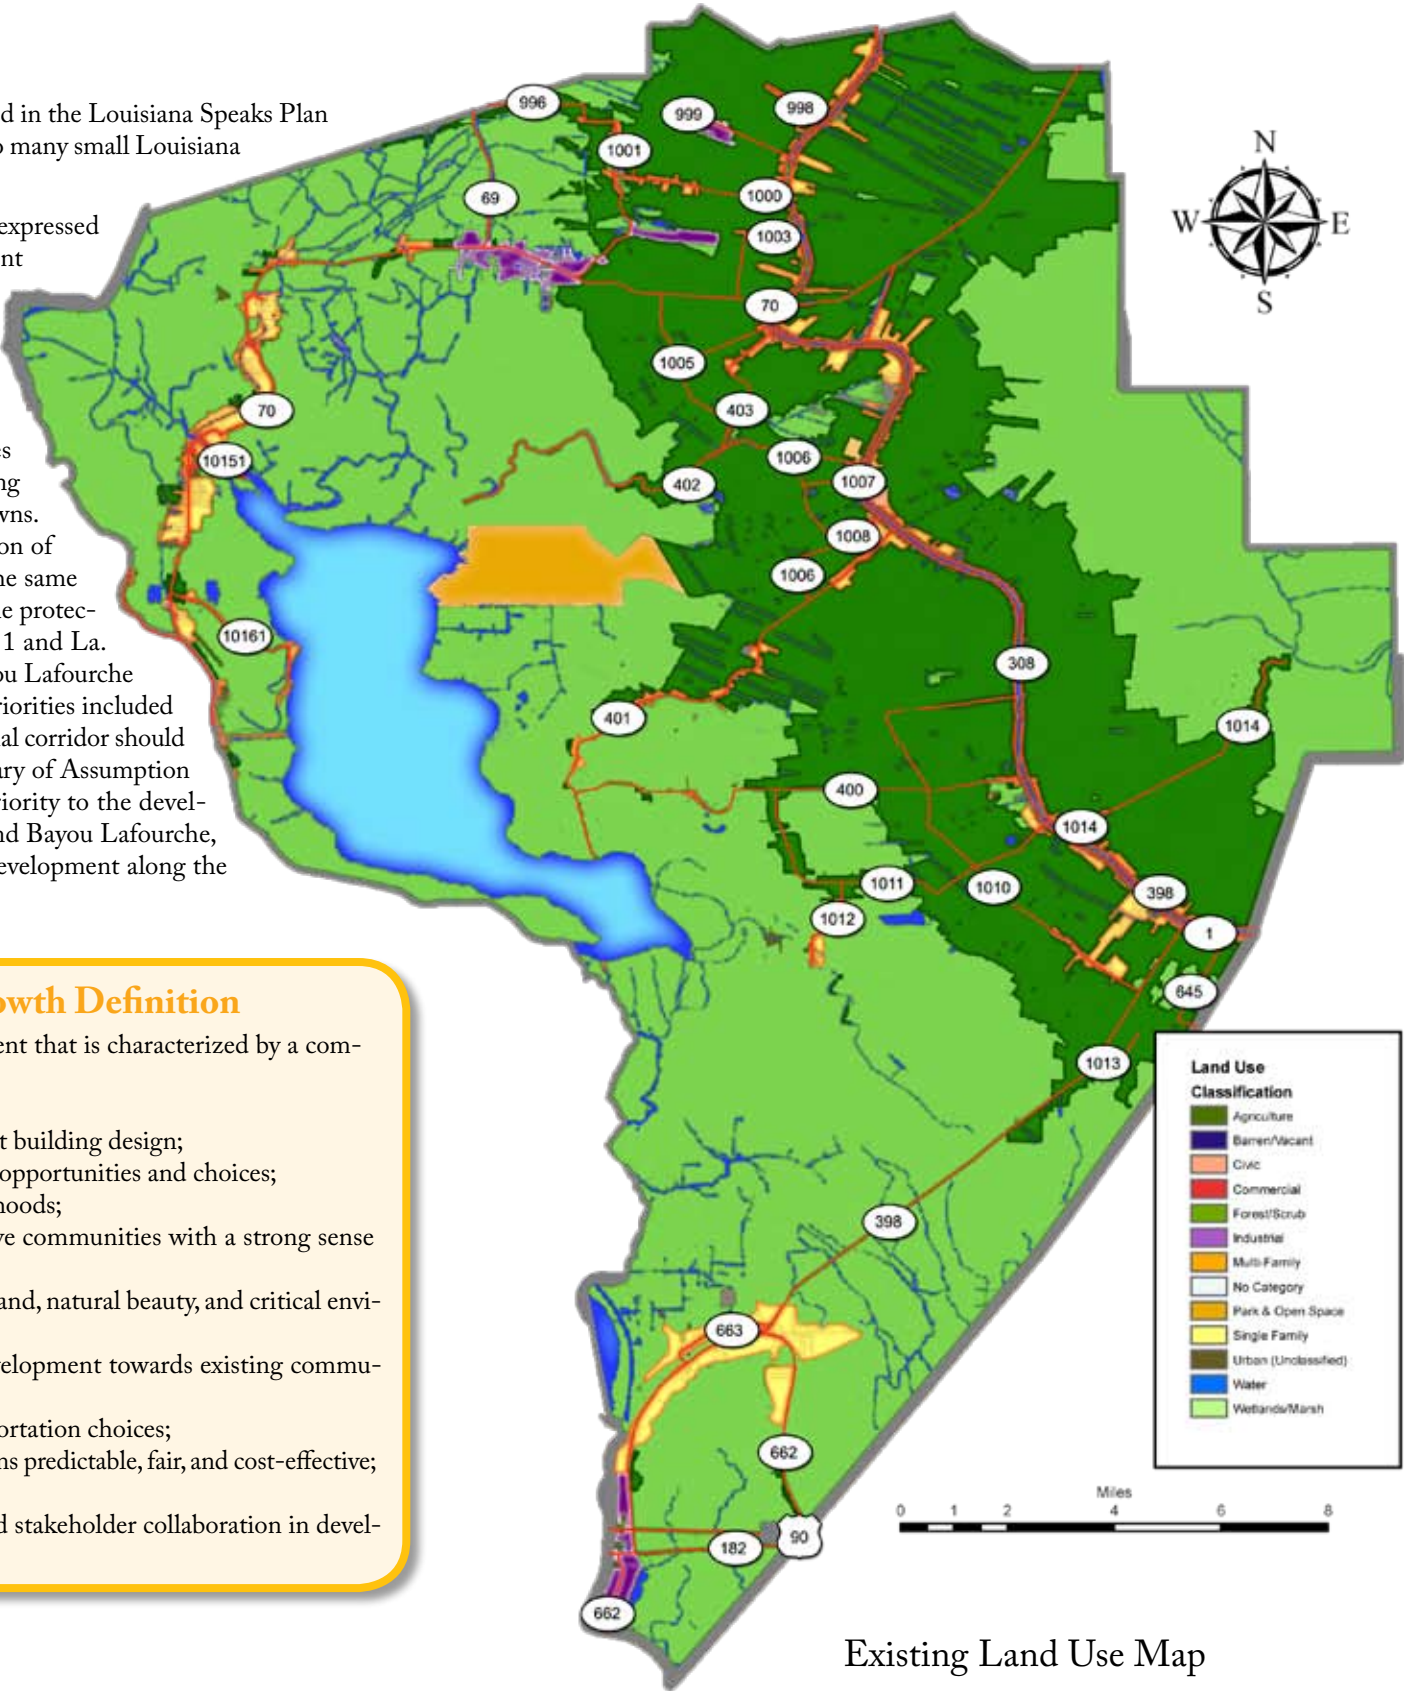 d in the Louisiana Speaks Plan
o many small Louisiana
expressed
nt
es
ng
wns.
on of
he same
le protec-
1 and La.
ou Lafourche
riorities included
al corridor should
ary of Assumption
riority to the devel-
nd Bayou Lafourche,
evelopment along the
owth Definition
ent that is characterized by a com-
t building design;
opportunities and choices;
hoods;
ve communities with a strong sense
and, natural beauty, and critical envi-
velopment towards existing commu-
ortation choices;
ns predictable, fair, and cost-effective;
d stakeholder collaboration in devel-
996
999
998
1001
69
1000
1003
70
1005
70
403
10151
1006
402
1007
1008
1006
10161
308
401
1014
400
1014
1011
1010
398
1012
1
645
1013
398
663
662
182
90
662
N
W E
S
Land Use
Classification
Agriculture
Barren/Vacant
Civic
Commercial
Forest/Scrub
Industrial
Multi-Family
No Category
Park & Open Space
Single Family
Urban (Unclassified)
Water
Wetlands/Marsh
Miles
0 1 2 4 6 8
Existing Land Use Map